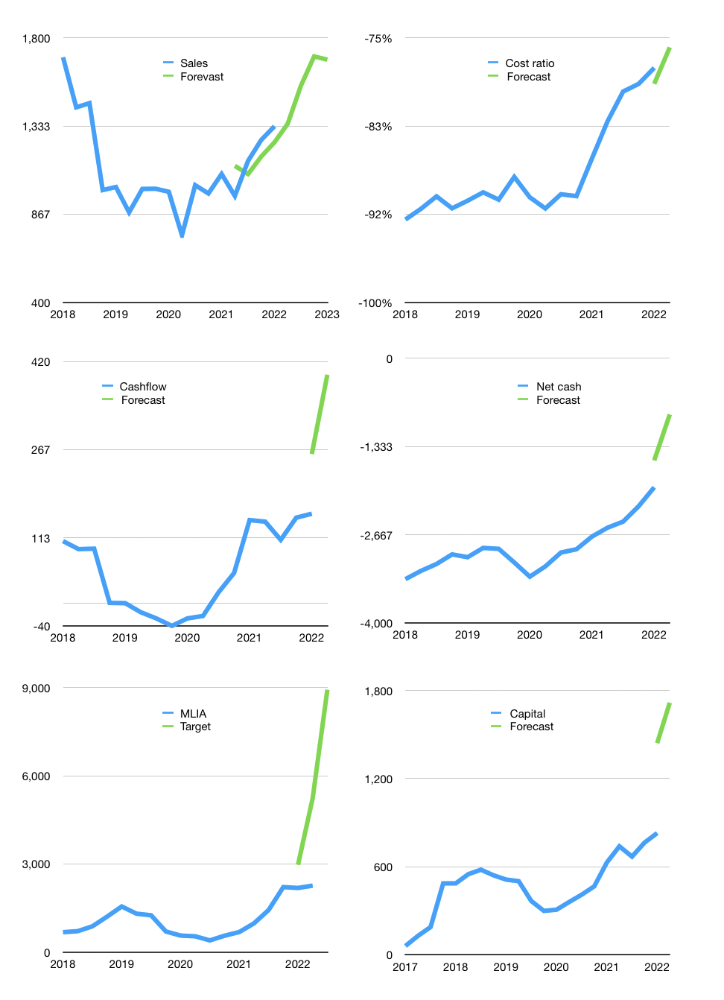 1,800
Sales
Forevast
1,333
867
400
2018 2019 2020 2021 2022 2023
-75%
Cost ratio
Forecast
-83%
-92%
-100%
2018 2019 2020 2021 2022
420
Cashflow
Forecast
267
113
-40
2018 2019 2020 2021 2022
0
Net cash
Forecast
-1,333
-2,667
-4,000
2018 2019 2020 2021 2022
9,000
MLIA
Target
6,000
3,000
0
2018 2019 2020 2021 2022
1,800
Capital
Forecast
1,200
600
0
2017 2018 2019 2020 2021 2022